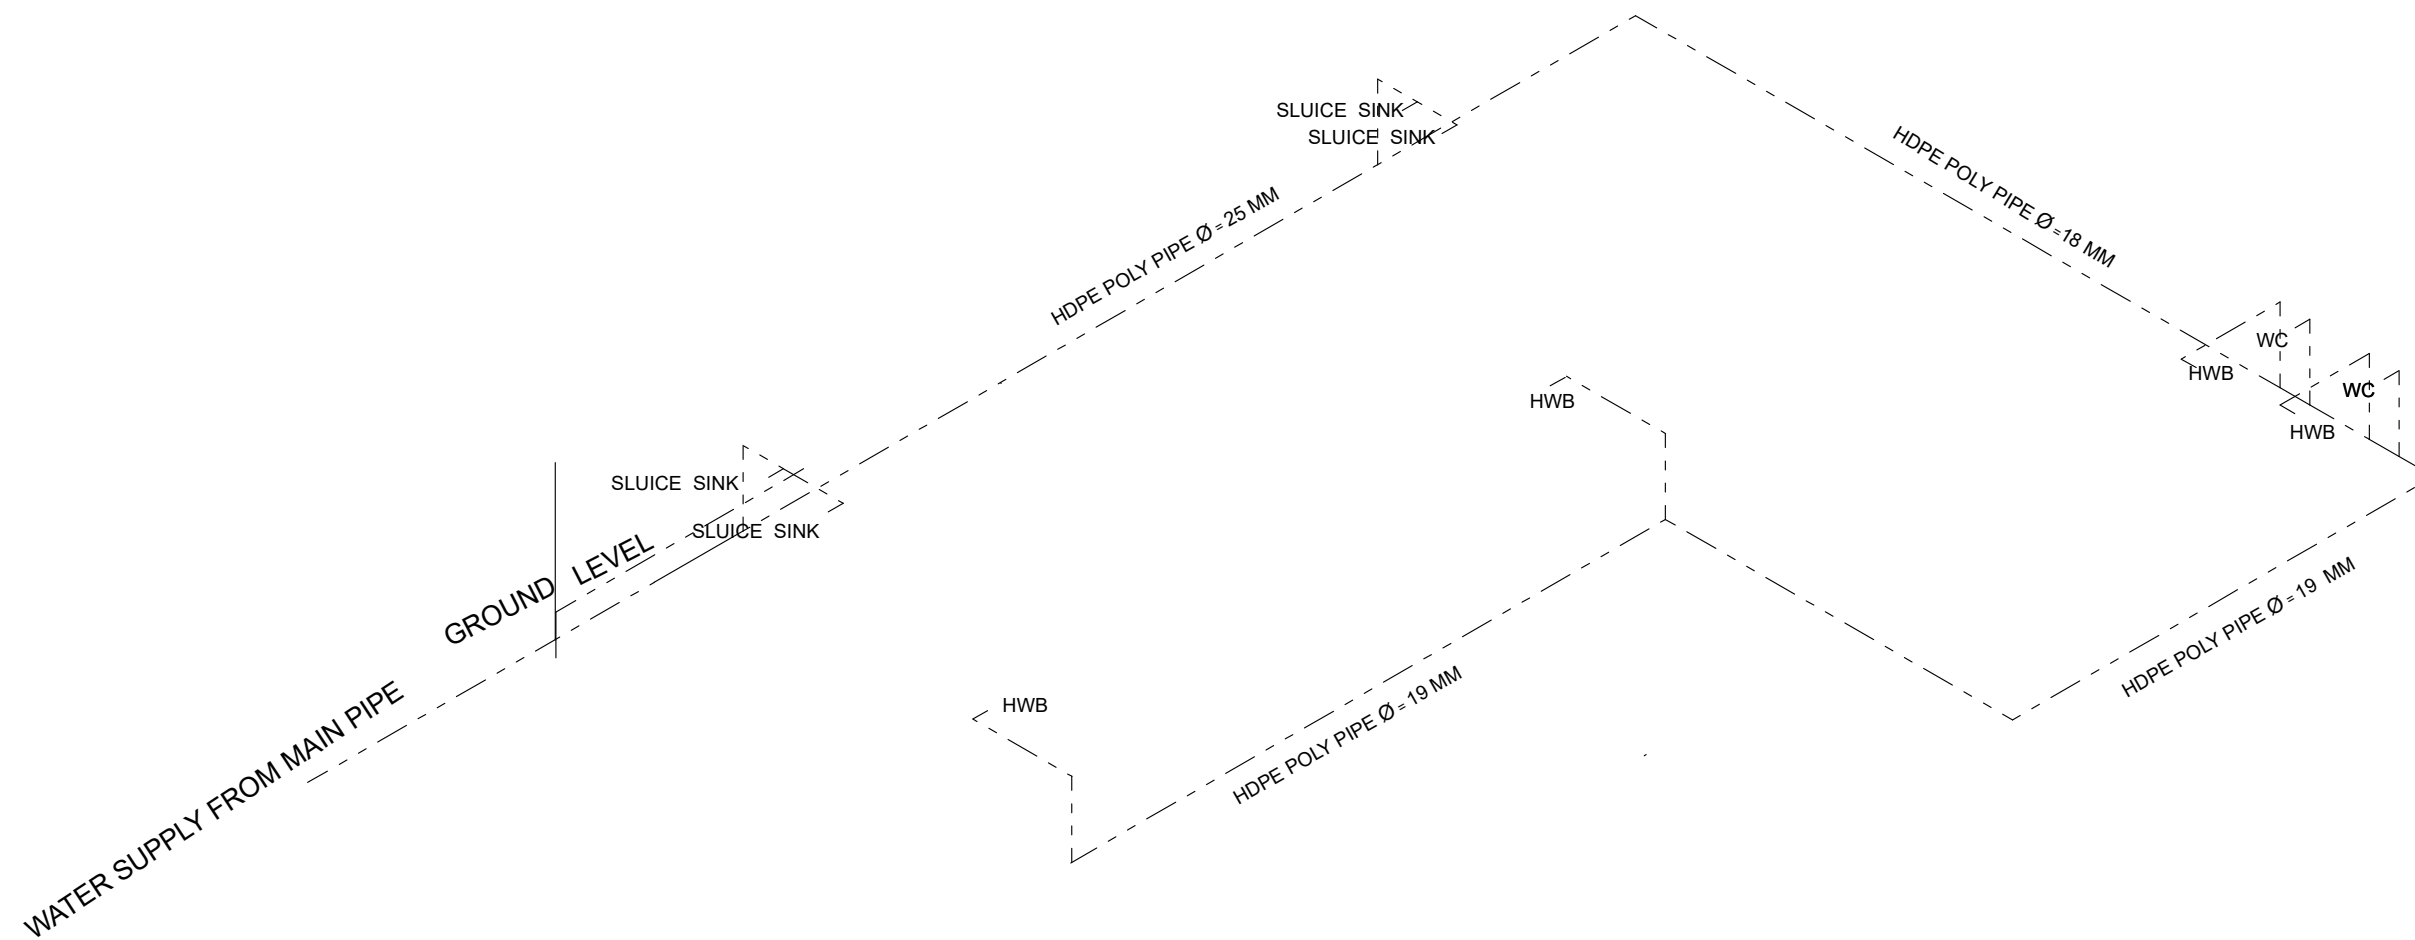 SLUICE SINK
SLUICE SINK
HDPE POLY PIPE Ø = 18 MM
HDPE POLY PIPE Ø = 25 MM
WC
HWB
WC
HWB
HWB
SLUICE SINK
SLUICE SINK
GROUND LEVEL
HDPE POLY PIPE Ø = 19 MM
HWB
HDPE POLY PIPE Ø = 19 MM
WATER SUPPLY FROM MAIN PIPE